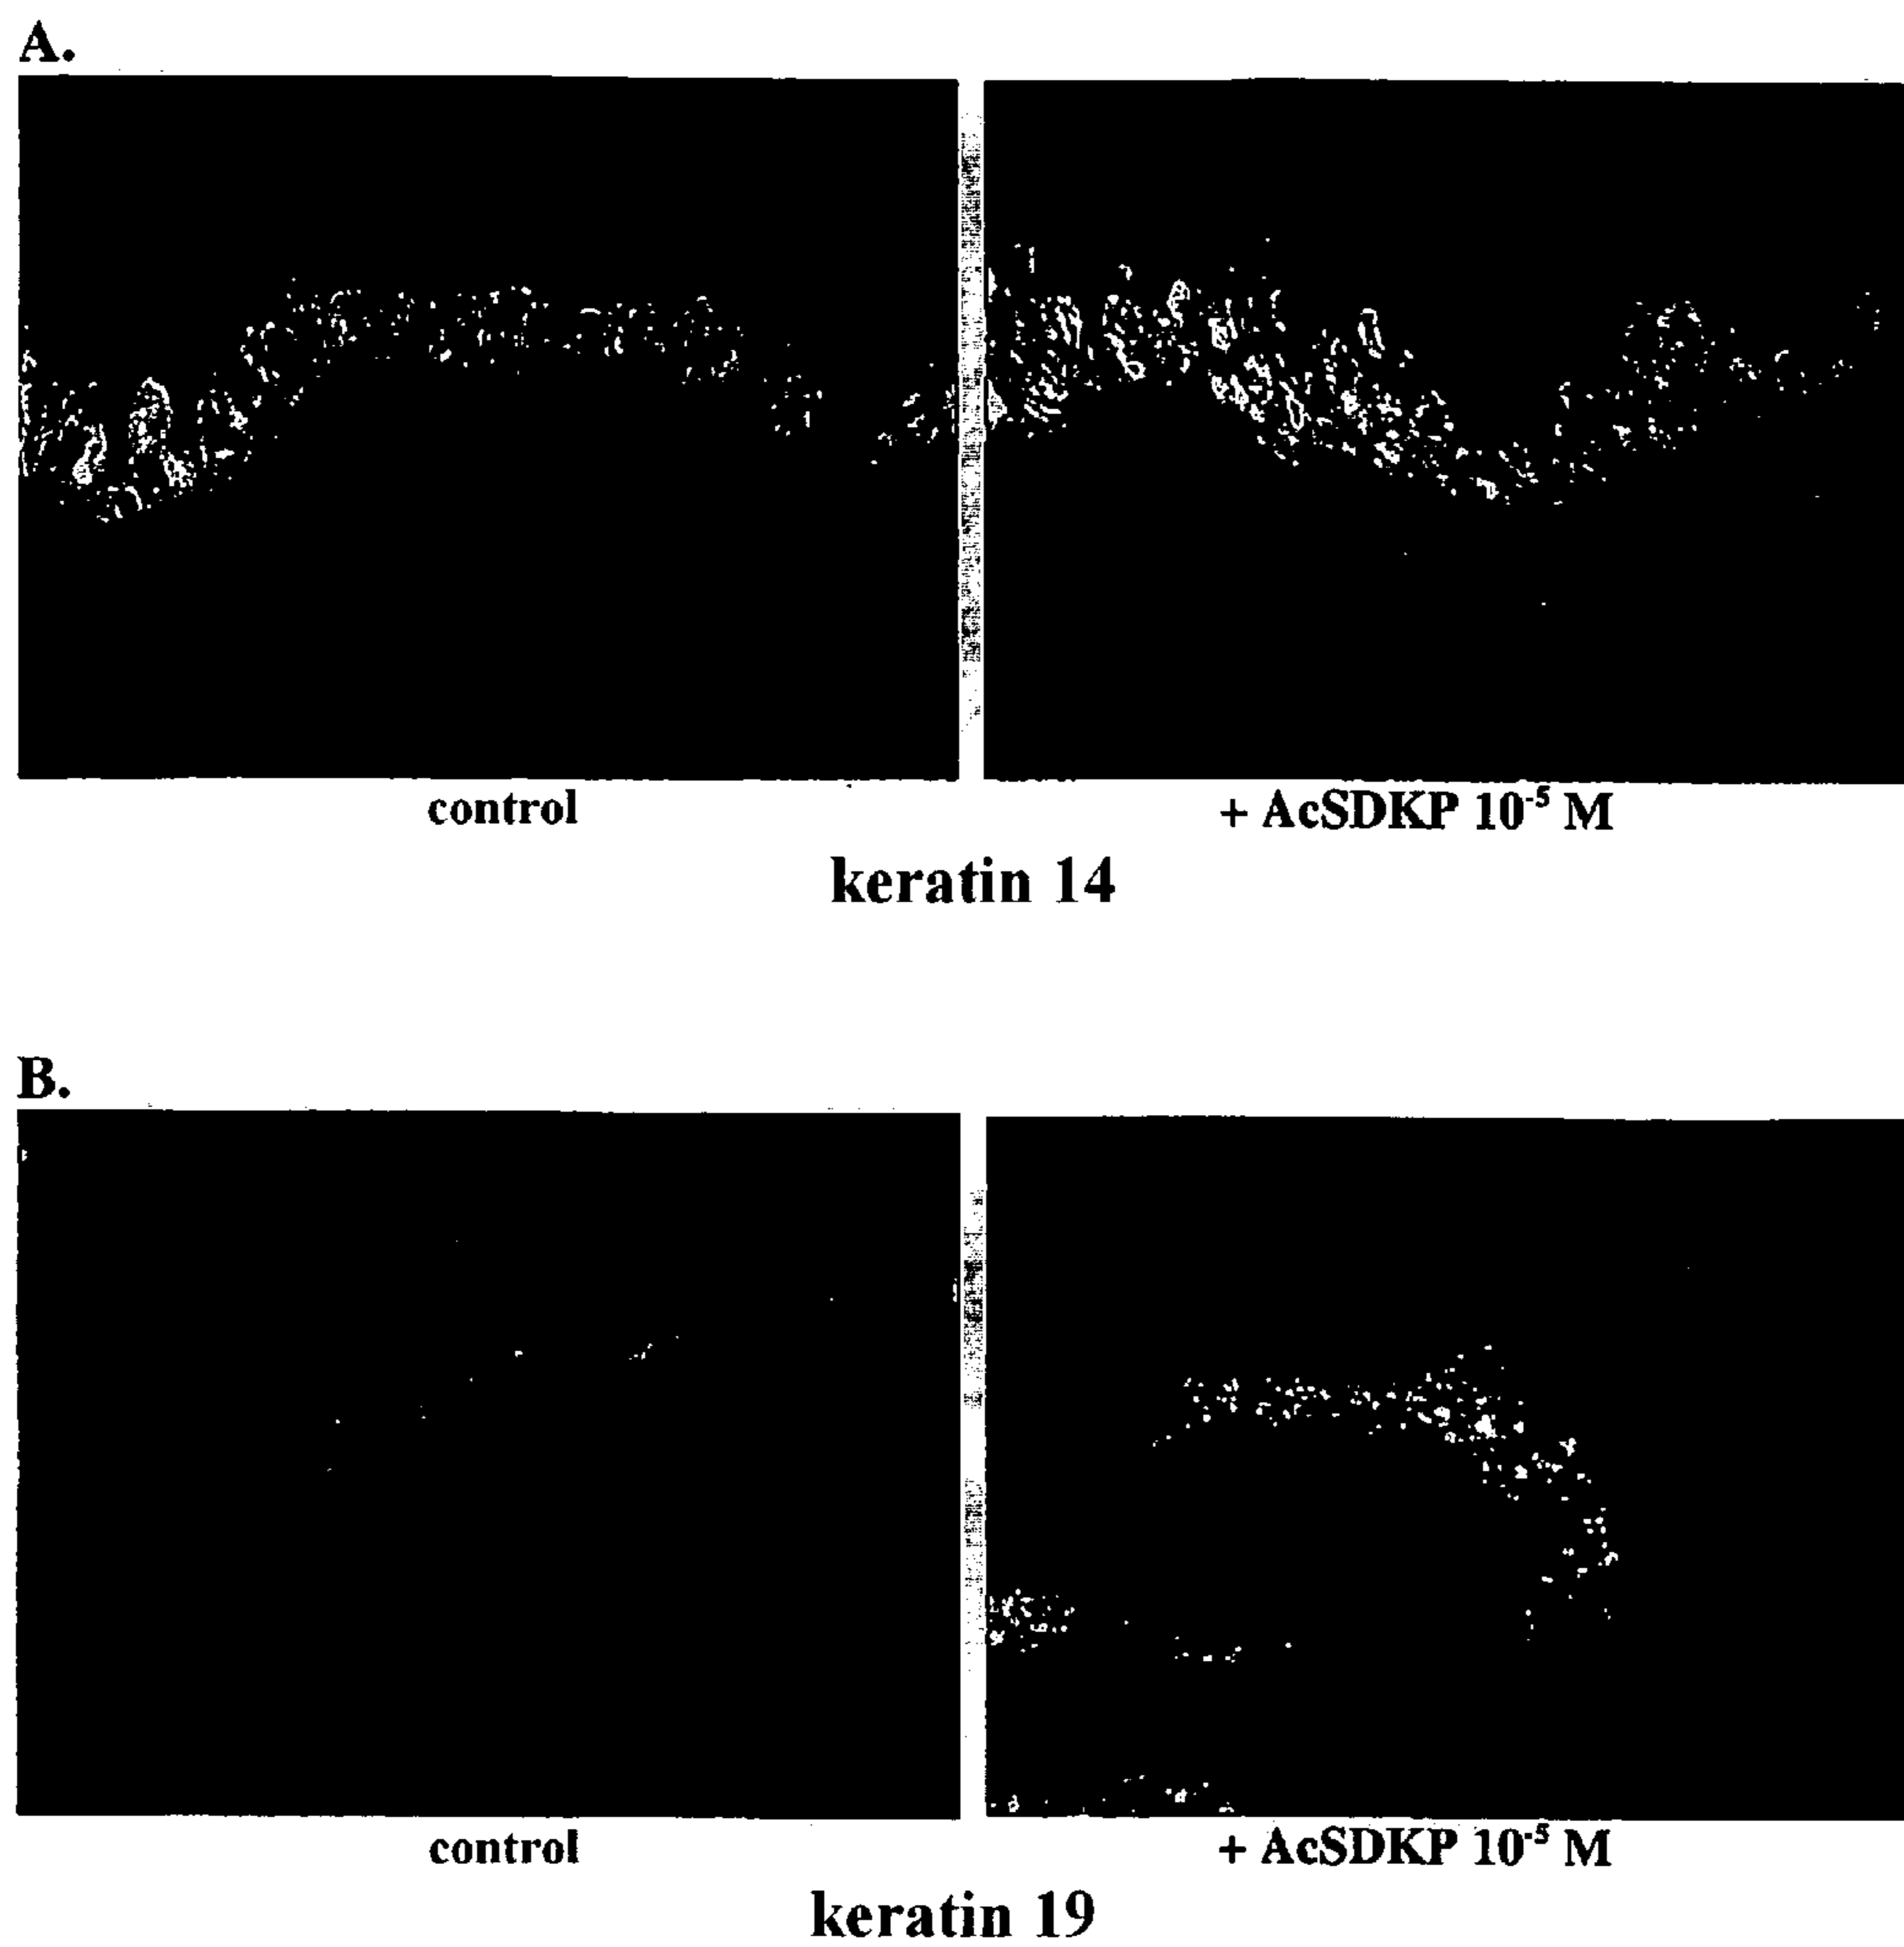 A.
control
+ AcSDKP 10⁻⁵ M
keratin 14
B.
control
+ AcSDKP 10⁻⁵ M
keratin 19